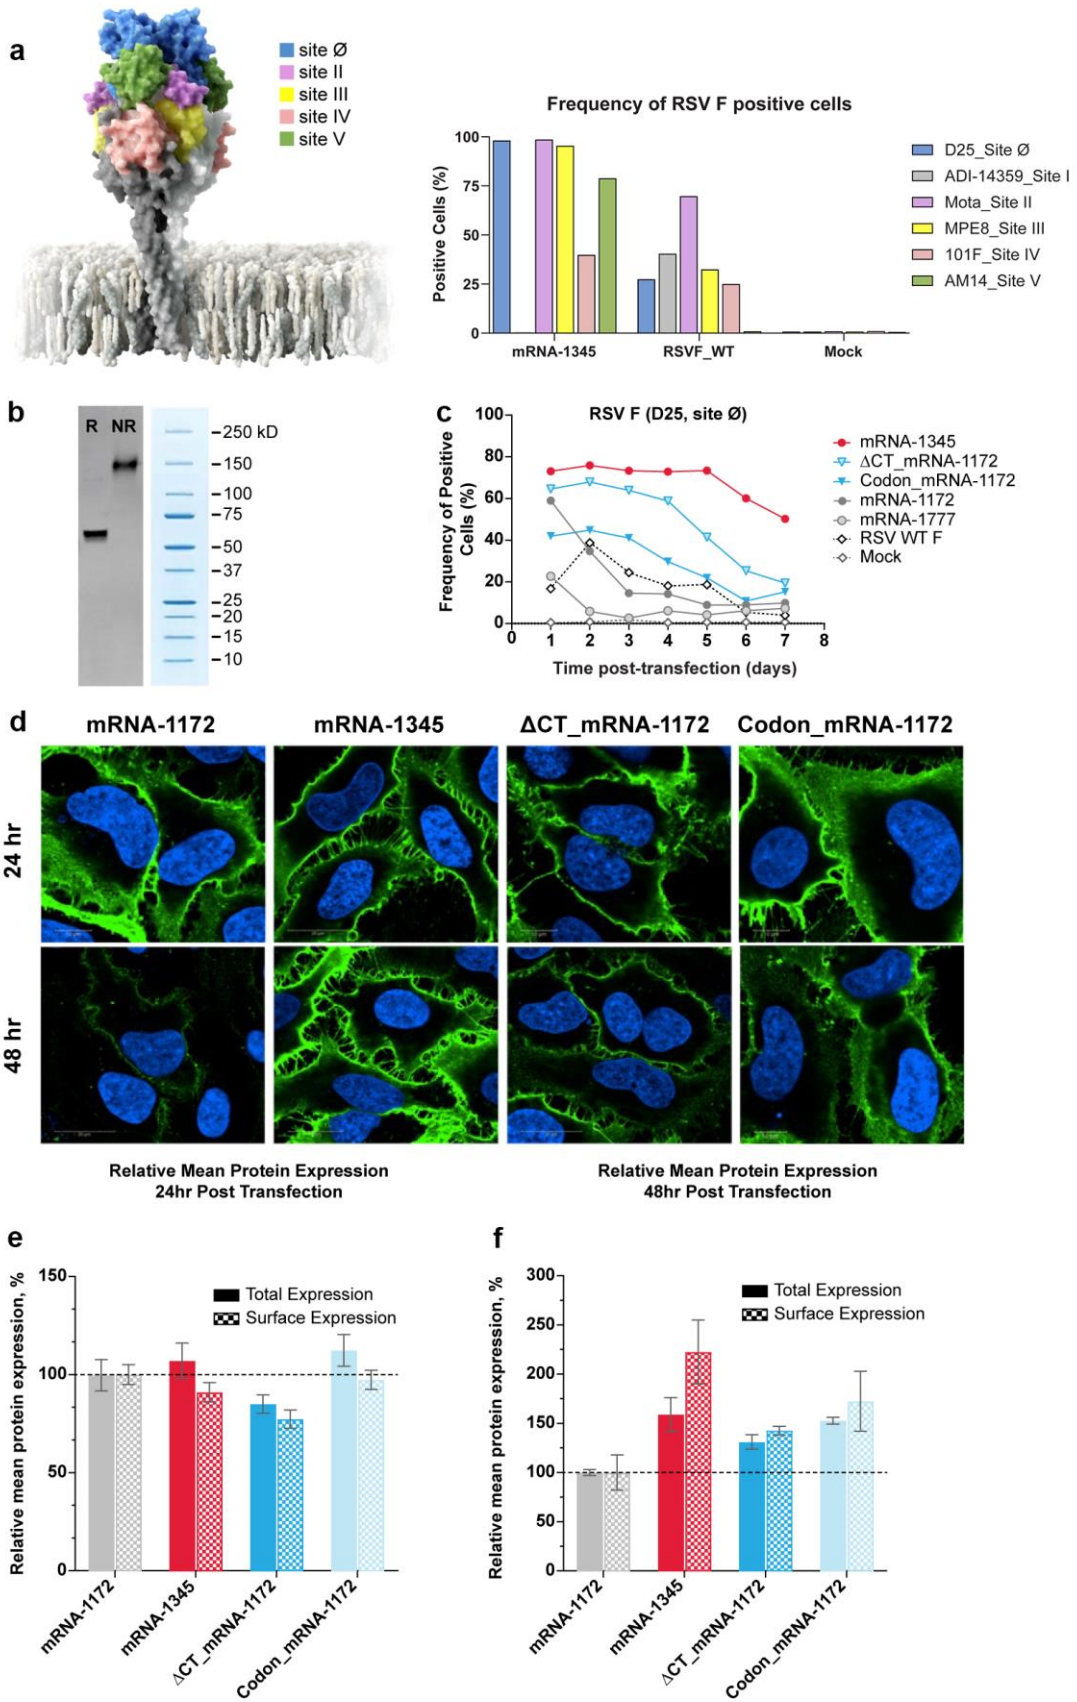 a
site Ø
site II
site III
site IV
site V
Frequency of RSV F positive cells
Positive Cells (%)
100
75
50
25
0
mRNA-1345
RSVF_WT
Mock
D25_Site Ø
ADI-14359_Site I
Mota_Site II
MPE8_Site III
101F_Site IV
AM14_Site V
b
R NR
250 kD
150
100
75
50
37
25
20
15
10
c
RSV F (D25, site Ø)
Frequency of Positive
Cells (%)
100
80
60
40
20
0
0 1 2 3 4 5 6 7 8
Time post-transfection (days)
mRNA-1345
ΔCT_mRNA-1172
Codon_mRNA-1172
mRNA-1172
mRNA-1777
RSV WT F
Mock
d
mRNA-1172
mRNA-1345
ΔCT_mRNA-1172
Codon_mRNA-1172
24 hr
48 hr
Relative Mean Protein Expression
24hr Post Transfection
Relative Mean Protein Expression
48hr Post Transfection
e
Relative mean protein expression, %
150
100
50
0
Total Expression
Surface Expression
mRNA-1172
mRNA-1345
ΔCT_mRNA-1172
Codon_mRNA-1172
f
Relative mean protein expression, %
300
250
200
150
100
50
0
Total Expression
Surface Expression
mRNA-1172
mRNA-1345
ΔCT_mRNA-1172
Codon_mRNA-1172